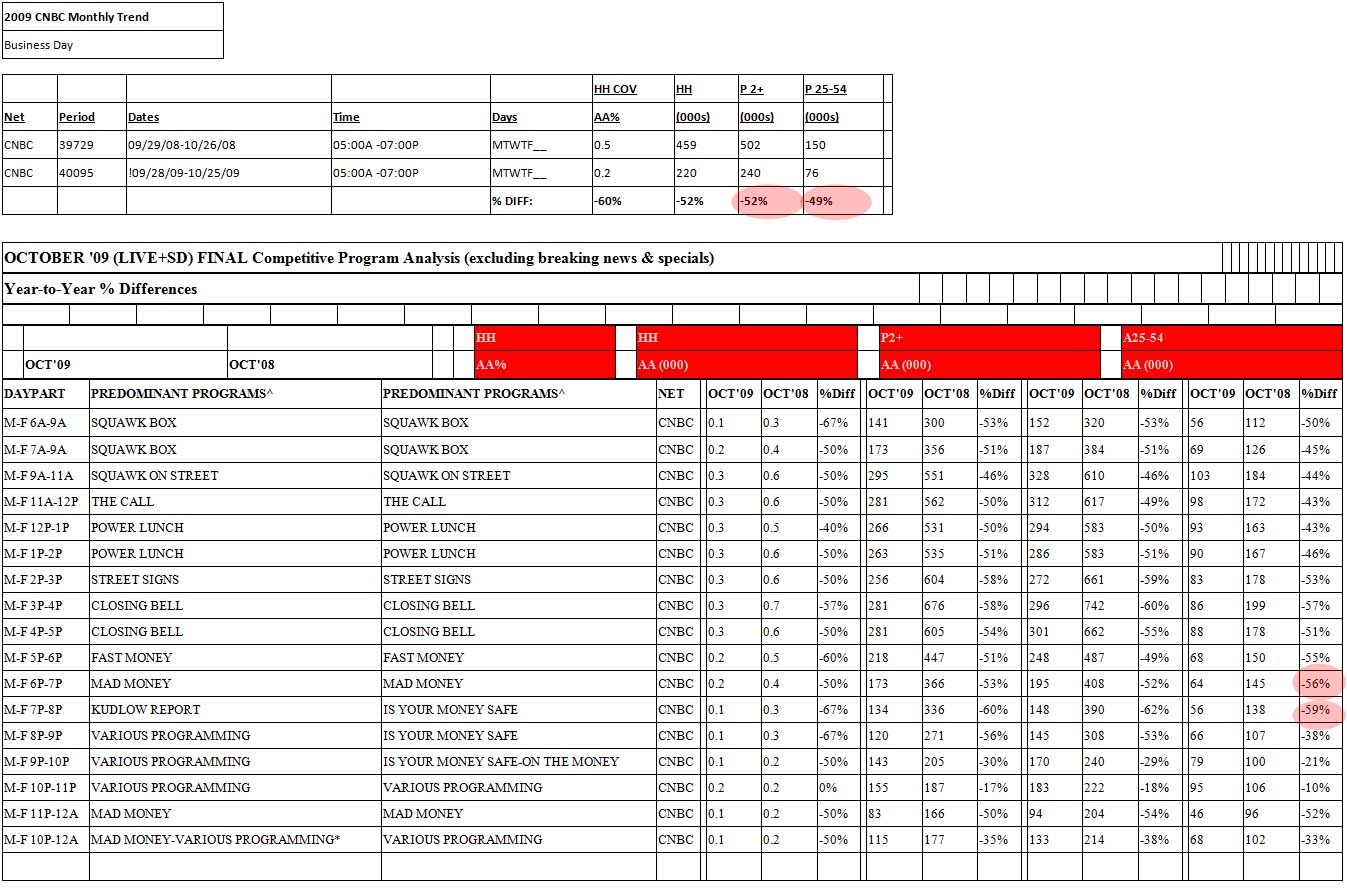 2009 CNBC Monthly Trend
Business Day
HH COV HH P 2+ P 25-54
Net Period Dates Time Days AA% (000s) (000s) (000s)
CNBC 39729 09/29/08-10/26/08 05:00A -07:00P MTWTF__ 0.5 459 502 150
CNBC 40095 !09/28/09-10/25/09 05:00A -07:00P MTWTF__ 0.2 220 240 76
% DIFF: -60% -52% -52% -49%
OCTOBER '09 (LIVE+SD) FINAL Competitive Program Analysis (excluding breaking news & specials)
Year-to-Year % Differences
HH HH P2+ A25-54
OCT'09 OCT'08 AA% AA (000) AA (000) AA (000)
DAYPART PREDOMINANT PROGRAMS^ PREDOMINANT PROGRAMS^ NET OCT'09 OCT'08 %Diff OCT'09 OCT'08 %Diff OCT'09 OCT'08 %Diff OCT'09 OCT'08 %Diff
M-F 6A-9A SQUAWK BOX SQUAWK BOX CNBC 0.1 0.3 -67% 141 300 -53% 152 320 -53% 56 112 -50%
M-F 7A-9A SQUAWK BOX SQUAWK BOX CNBC 0.2 0.4 -50% 173 356 -51% 187 384 -51% 69 126 -45%
M-F 9A-11A SQUAWK ON STREET SQUAWK ON STREET CNBC 0.3 0.6 -50% 295 551 -46% 328 610 -46% 103 184 -44%
M-F 11A-12P THE CALL THE CALL CNBC 0.3 0.6 -50% 281 562 -50% 312 617 -49% 98 172 -43%
M-F 12P-1P POWER LUNCH POWER LUNCH CNBC 0.3 0.5 -40% 266 531 -50% 294 583 -50% 93 163 -43%
M-F 1P-2P POWER LUNCH POWER LUNCH CNBC 0.3 0.6 -50% 263 535 -51% 286 583 -51% 90 167 -46%
M-F 2P-3P STREET SIGNS STREET SIGNS CNBC 0.3 0.6 -50% 256 604 -58% 272 661 -59% 83 178 -53%
M-F 3P-4P CLOSING BELL CLOSING BELL CNBC 0.3 0.7 -57% 281 676 -58% 296 742 -60% 86 199 -57%
M-F 4P-5P CLOSING BELL CLOSING BELL CNBC 0.3 0.6 -50% 281 605 -54% 301 662 -55% 88 178 -51%
M-F 5P-6P FAST MONEY FAST MONEY CNBC 0.2 0.5 -60% 218 447 -51% 248 487 -49% 68 150 -55%
M-F 6P-7P MAD MONEY MAD MONEY CNBC 0.2 0.4 -50% 173 366 -53% 195 408 -52% 64 145 -56%
M-F 7P-8P KUDLOW REPORT IS YOUR MONEY SAFE CNBC 0.1 0.3 -67% 134 336 -60% 148 390 -62% 56 138 -59%
M-F 8P-9P VARIOUS PROGRAMMING IS YOUR MONEY SAFE CNBC 0.1 0.3 -67% 120 271 -56% 145 308 -53% 66 107 -38%
M-F 9P-10P VARIOUS PROGRAMMING IS YOUR MONEY SAFE-ON THE MONEY CNBC 0.1 0.2 -50% 143 205 -30% 170 240 -29% 79 100 -21%
M-F 10P-11P VARIOUS PROGRAMMING VARIOUS PROGRAMMING CNBC 0.2 0.2 0% 155 187 -17% 183 222 -18% 95 106 -10%
M-F 11P-12A MAD MONEY MAD MONEY CNBC 0.1 0.2 -50% 83 166 -50% 94 204 -54% 46 96 -52%
M-F 10P-12A MAD MONEY-VARIOUS PROGRAMMING* VARIOUS PROGRAMMING CNBC 0.1 0.2 -50% 115 177 -35% 133 214 -38% 68 102 -33%